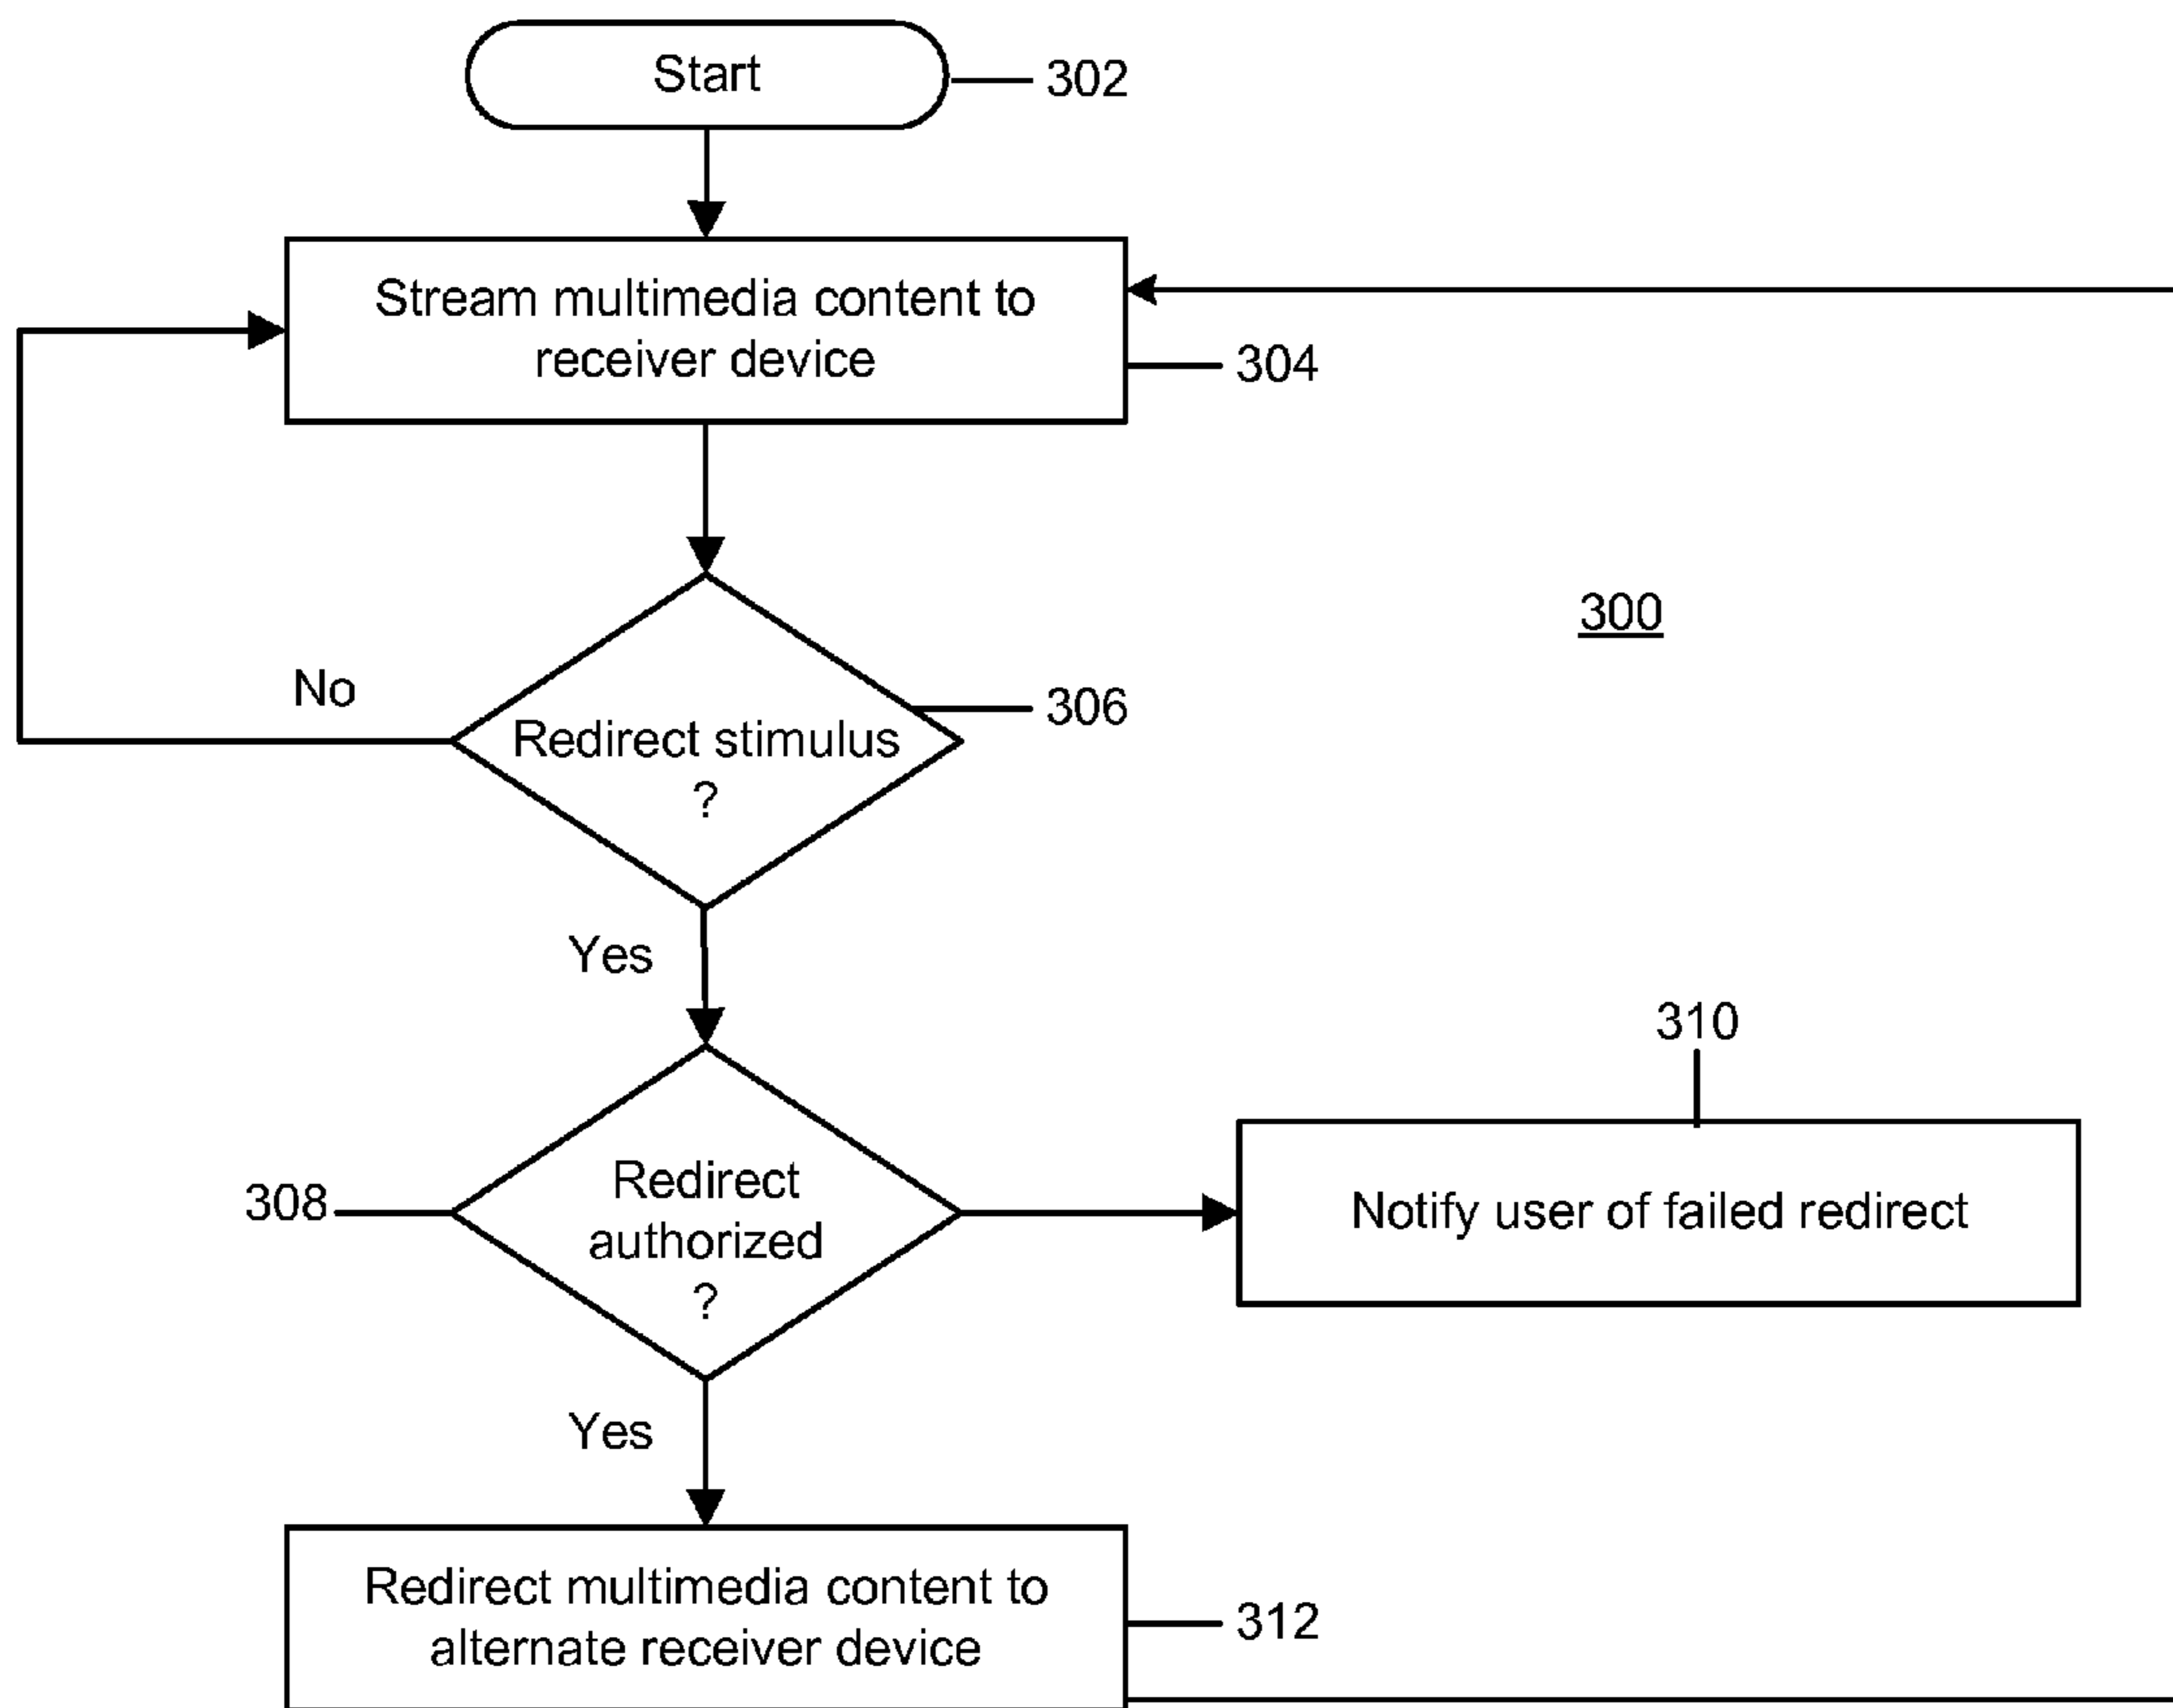 Start
302
Stream multimedia content to
receiver device
304
300
No
306
Redirect stimulus
?
Yes
310
308
Redirect
authorized
?
Notify user of failed redirect
Yes
Redirect multimedia content to
alternate receiver device
312